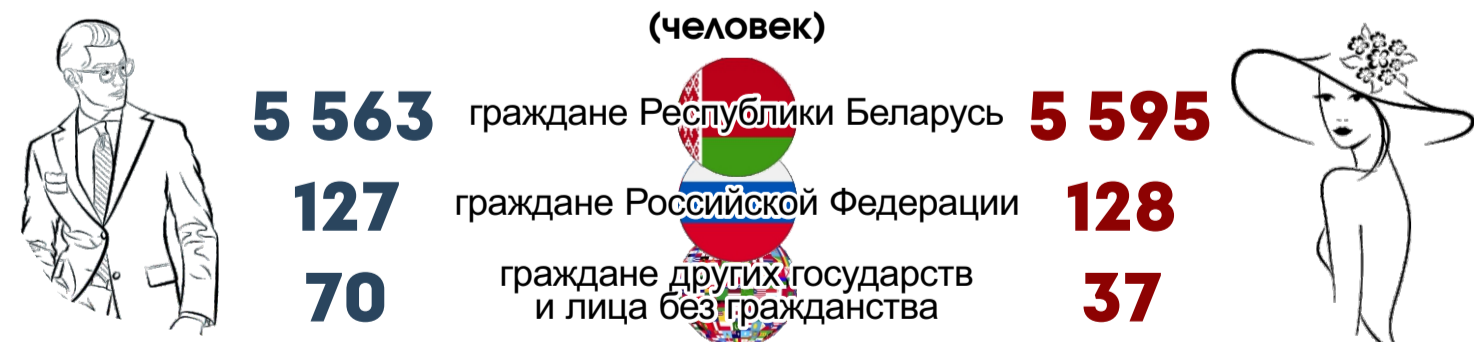 (человек)
5 563 граждане Республики Беларусь 5 595
127 граждане Российской Федерации 128
70 граждане других государств 37
и лица без гражданства